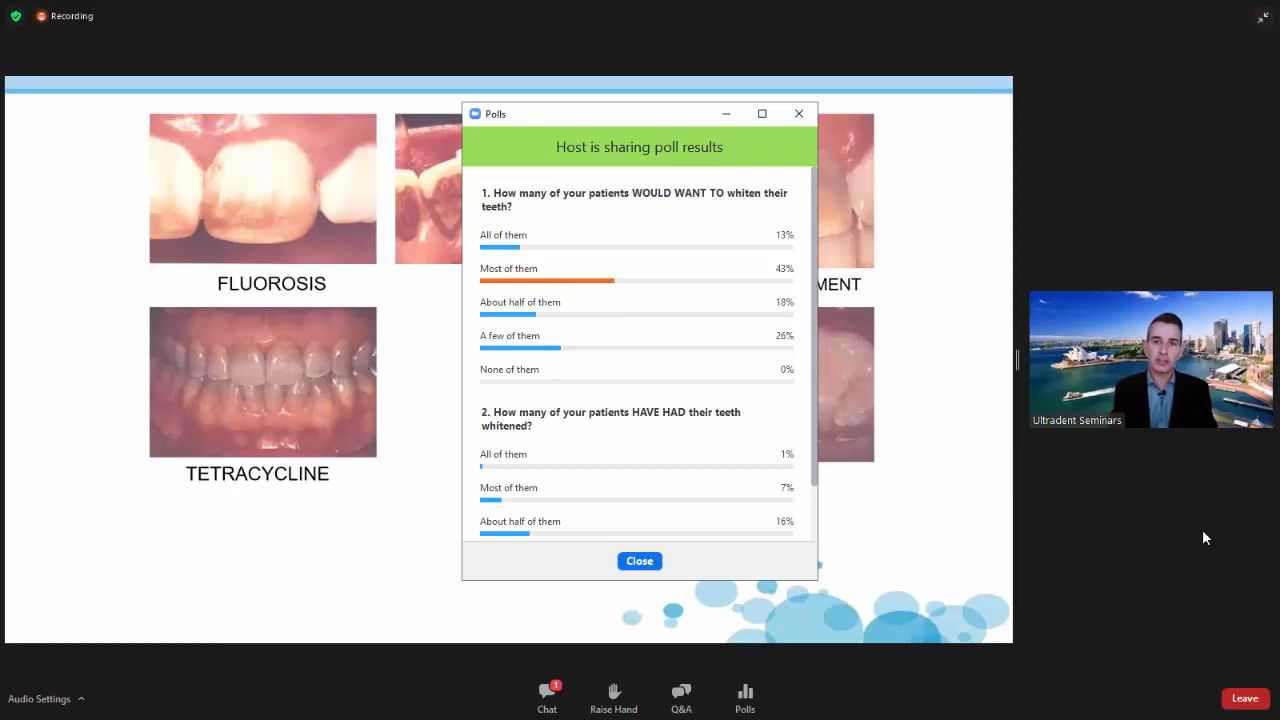 Recording
Polls
Host is sharing poll results
1. How many of your patients WOULD WANT TO whiten their
teeth?
All of them 13%
Most of them 43%
About half of them 18%
A few of them 26%
None of them 0%
2. How many of your patients HAVE HAD their teeth
whitened?
All of them 1%
Most of them 7%
About half of them 16%
Close
FLUOROSIS
MENT
TETRACYCLINE
Ultradent Seminars
Audio Settings
1
Chat
Raise Hand
Q&A
Polls
Leave